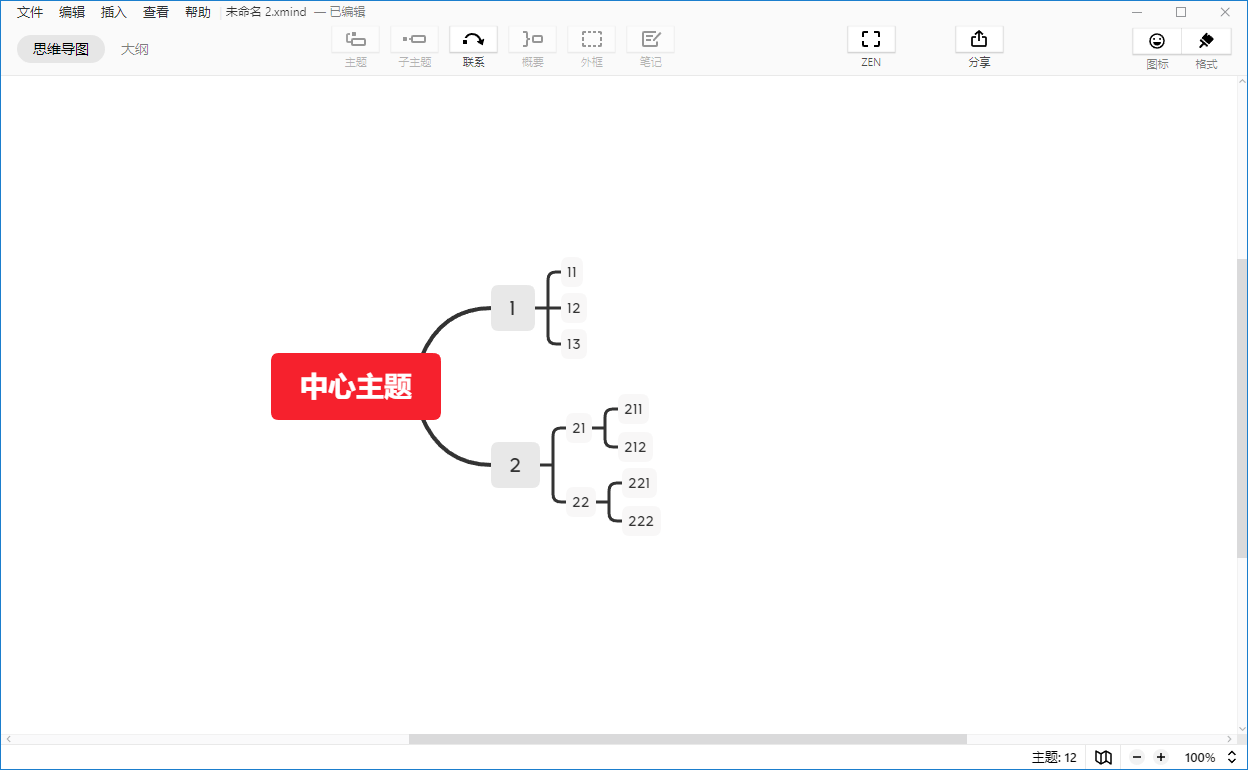 文件 编辑 插入 查看 帮助 未命名 2.xmind — 已编辑
思维导图 大纲
主题 子主题 联系 概要 外框 笔记 ZEN 分享 图标 格式
中心主题
1
11
12
13
2
21
211
212
22
221
222
主题: 12 100%